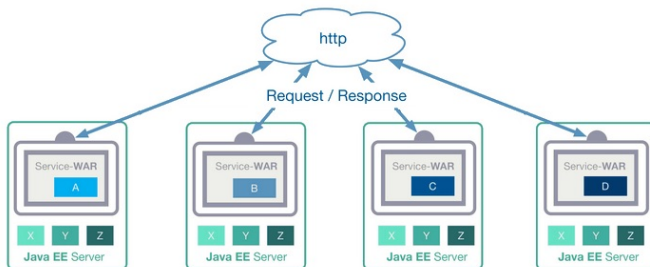 http
Request / Response
Service-WAR
A
X Y Z
Java EE Server
Service-WAR
B
X Y Z
Java EE Server
Service-WAR
C
X Y Z
Java EE Server
Service-WAR
D
X Y Z
Java EE Server